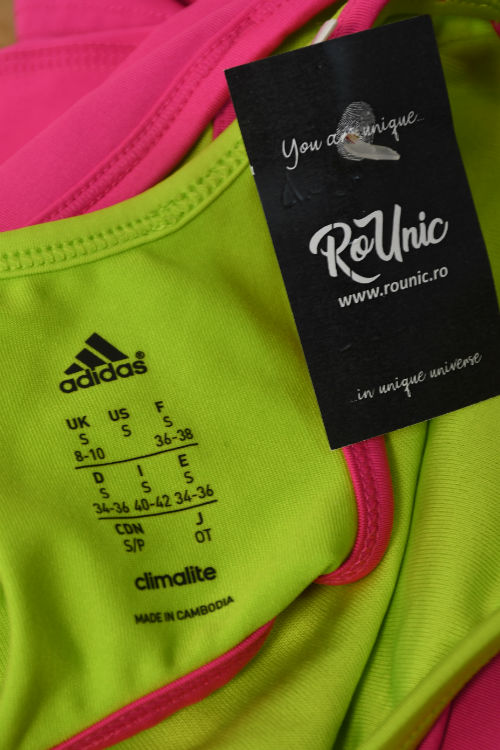 You are unique...
RoUnic
www.rounic.ro
...in unique universe
adidas®
UK US F
S S S
8-10 36-38
D I E
S S S
34-36 40-42 34-36
CDN J
S/P OT
climalite
MADE IN CAMBODIA